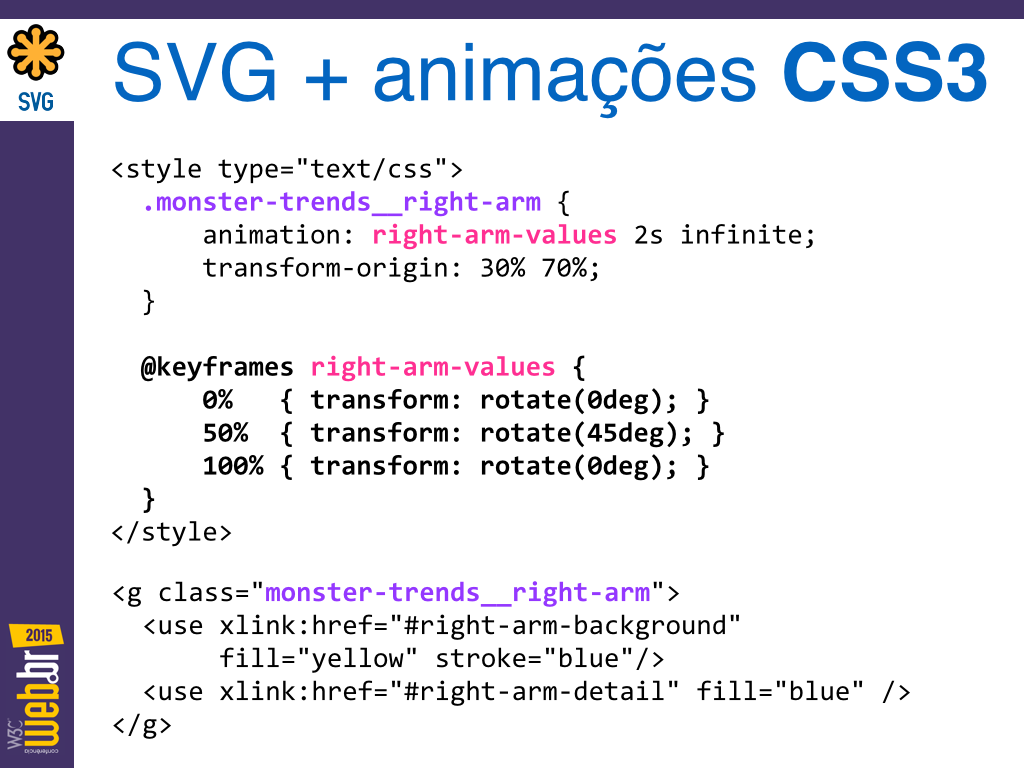 SVG
SVG + animações CSS3
<style type="text/css">
  .monster-trends__right-arm {
      animation: right-arm-values 2s infinite;
      transform-origin: 30% 70%;
  }
  @keyframes right-arm-values {
      0%   { transform: rotate(0deg); }
      50%  { transform: rotate(45deg); }
      100% { transform: rotate(0deg); }
  }
</style>
<g class="monster-trends__right-arm">
  <use xlink:href="#right-arm-background"
       fill="yellow" stroke="blue"/>
  <use xlink:href="#right-arm-detail" fill="blue" />
</g>
2015
W3C
conferência
web.br